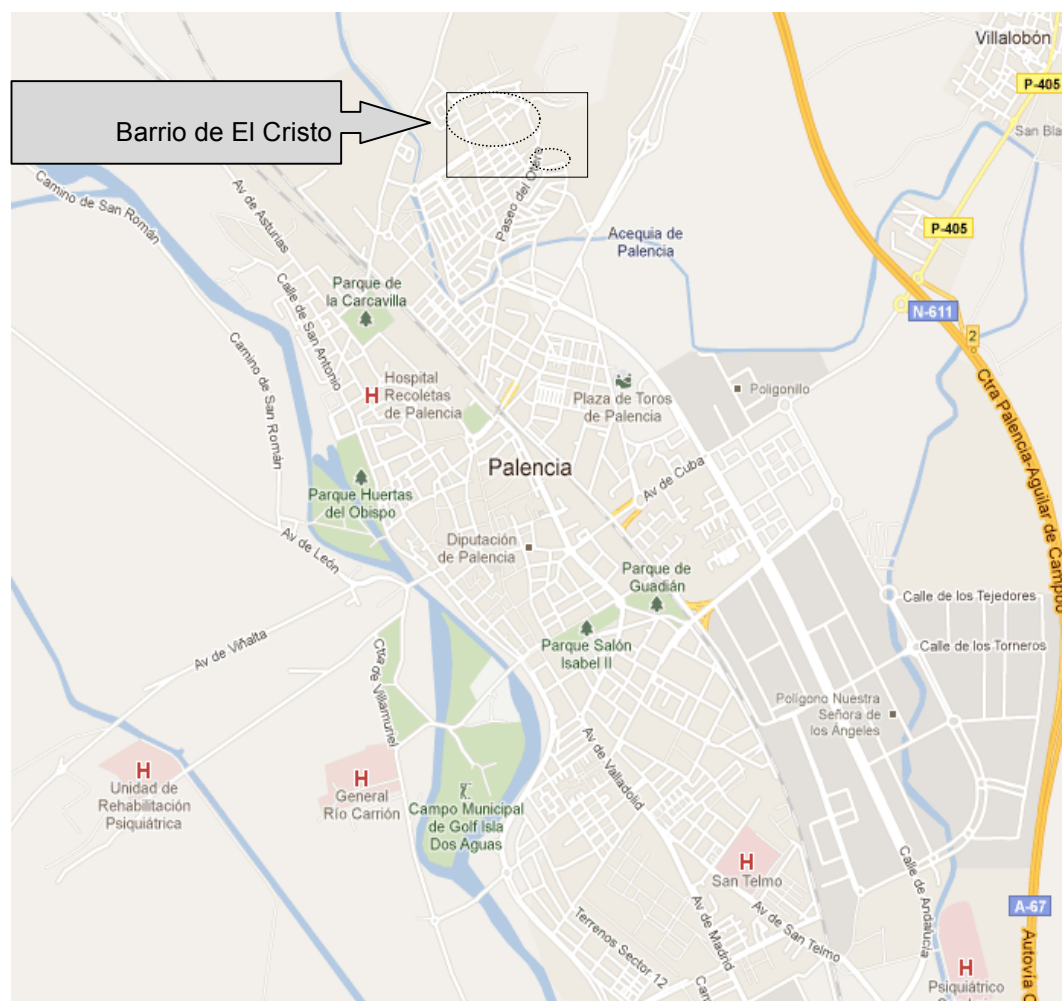 Villalobón
P-405
Barrio de El Cristo
San Bla
Camino de San Román
Av de Asturias
Paseo del Otero
P-405
Acequia de
Palencia
Parque de
la Carcavilla
Calle de San Antonio
N-611
2
Camino de San Román
Ctra Palencia-Aguilar de Campoo
H
Hospital
Recoletas
de Palencia
Plaza de Toros
de Palencia
Poligonillo
Palencia
Av de Cuba
Parque Huertas
del Obispo
Av de León
Diputación
de Palencia
Parque de
Guadián
Calle de los Tejedores
Parque Salón
Isabel II
Calle de los Torneros
Av de Viñalta
Ctra de Villamuriel
Polígono Nuestra
Señora de
los Ángeles
Av de Valladolid
H
Unidad de
Rehabilitación
Psiquiátrica
H
General
Río Carrión
Campo Municipal
de Golf Isla
Dos Aguas
H
San Telmo
Calle de Andalucía
Av de San Telmo
Av de Madrid
Terrenos Sector 12
A-67
Autovía
H
Psiquiátrico